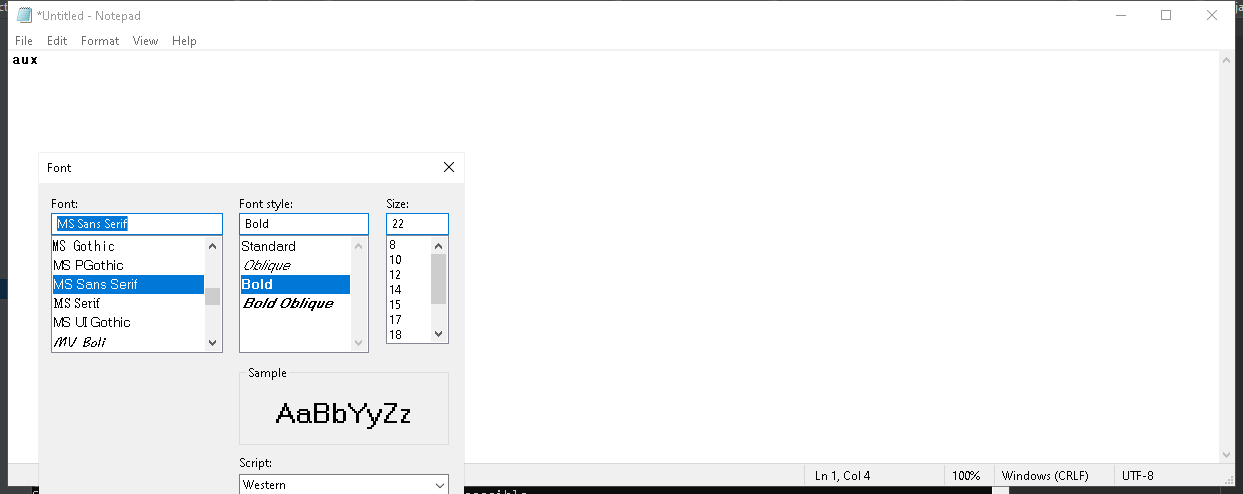 *Untitled - Notepad
File Edit Format View Help
aux
Font
Font: Font style: Size:
MS Sans Serif Bold 22
MS Gothic Standard 8
MS PGothic Oblique 10
MS Sans Serif Bold 12
MS Serif Bold Oblique 14
MS UI Gothic 15
MV Boli 17
18
Sample
AaBbYyZz
Script:
Western
Ln 1, Col 4 100% Windows (CRLF) UTF-8